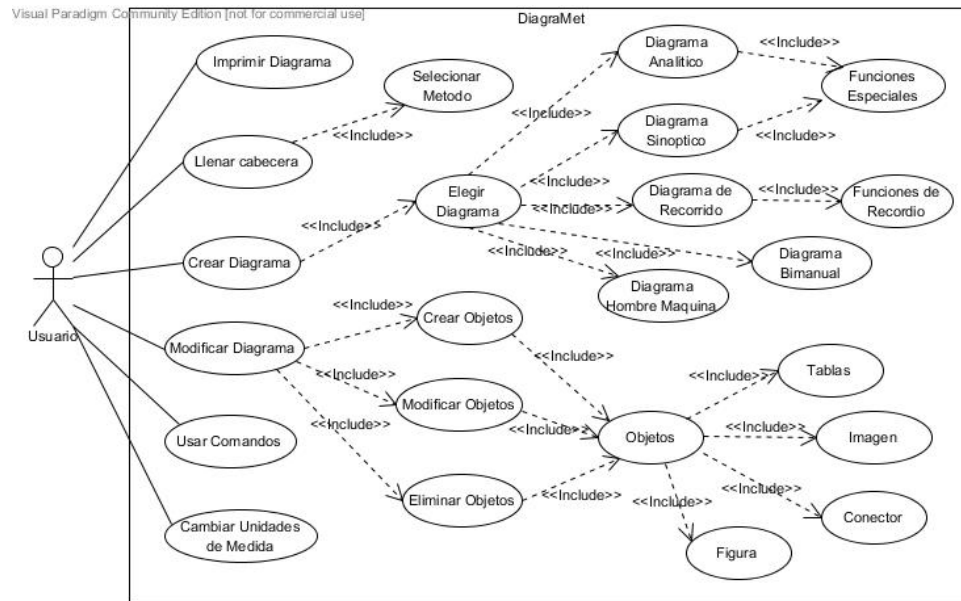 Visual Paradigm Community Edition [not for commercial use]
DiagraMet
Imprimir Diagrama
Selecionar
Metodo
<<Include>>
Llenar cabecera
Diagrama
Analitico
<<Include>>
Funciones
Especiales
<<Include>>
Diagrama
Sinoptico
<<Include>>
Elegir
Diagrama
<<Include>>
<<Include>>
Diagrama de
Recorrido
<<Include>>
Funciones de
Recordio
<<Include>>
Crear Diagrama
<<Include>>
<<Include>>
Diagrama
Bimanual
Diagrama
Hombre Maquina
Usuario
<<Include>>
Crear Objetos
Modificar Diagrama
<<Include>>
<<Include>>
Modificar Objetos
<<Include>>
<<Include>>
Tablas
<<Include>>
Usar Comandos
<<Include>>
Objetos
<<Include>>
Imagen
Eliminar Objetos
<<Include>>
<<Include>>
<<Include>>
Conector
Cambiar Unidades
de Medida
Figura